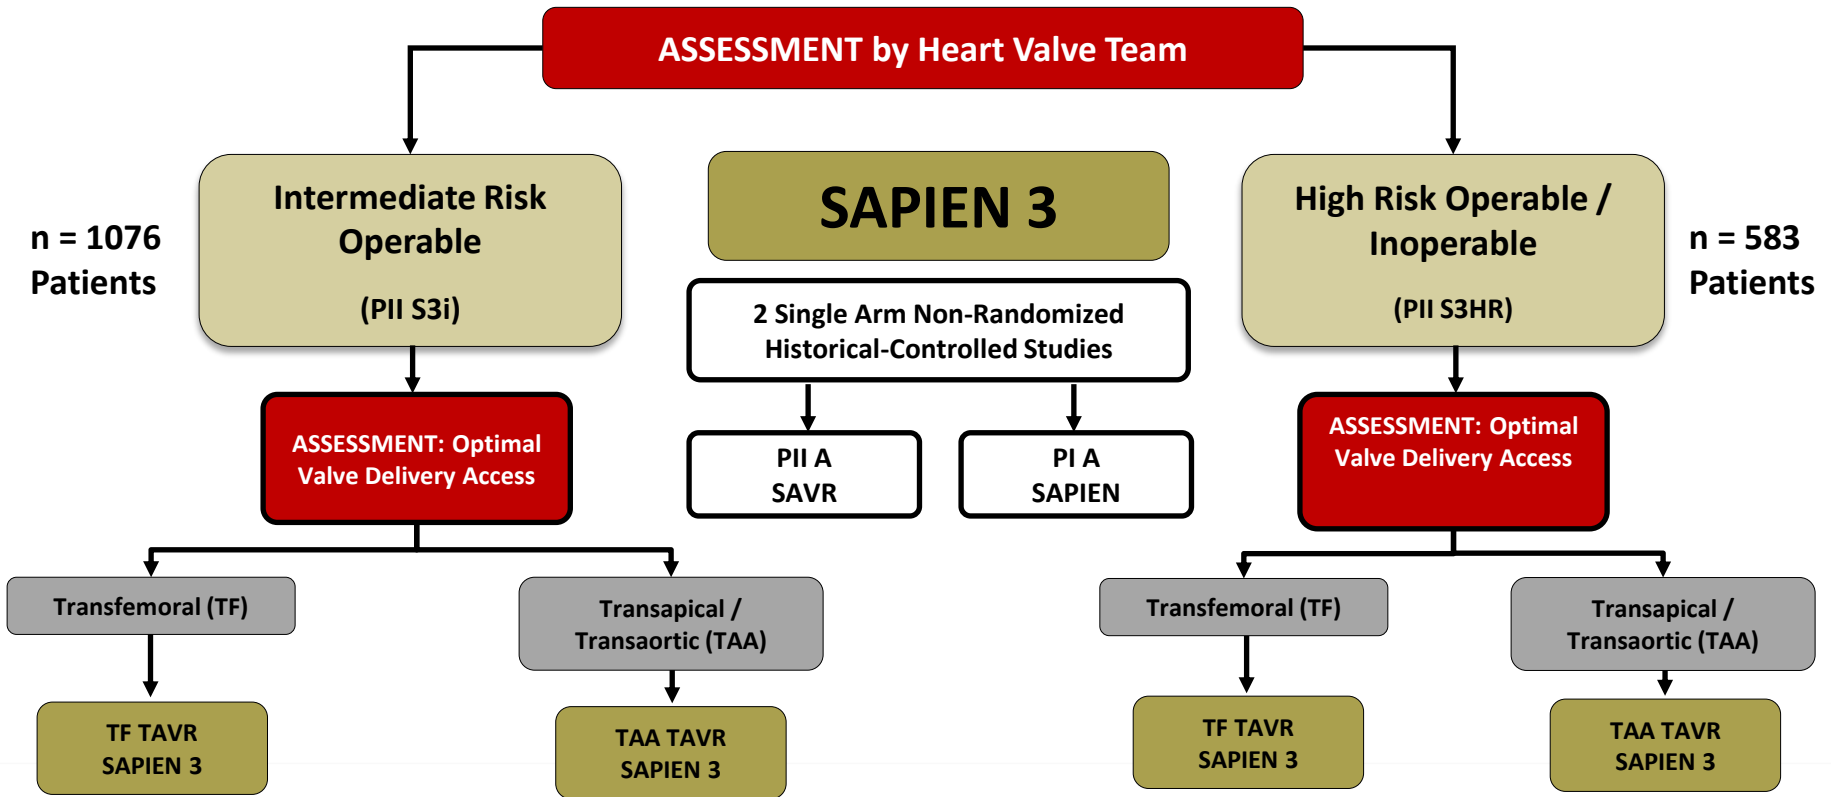 ASSESSMENT by Heart Valve Team
n = 1076
Patients
Intermediate Risk
Operable
(PII S3i)
SAPIEN 3
High Risk Operable /
Inoperable
(PII S3HR)
n = 583
Patients
2 Single Arm Non-Randomized
Historical-Controlled Studies
PII A
SAVR
PI A
SAPIEN
ASSESSMENT: Optimal
Valve Delivery Access
ASSESSMENT: Optimal
Valve Delivery Access
Transfemoral (TF)
Transapical /
Transaortic (TAA)
Transfemoral (TF)
Transapical /
Transaortic (TAA)
TF TAVR
SAPIEN 3
TAA TAVR
SAPIEN 3
TF TAVR
SAPIEN 3
TAA TAVR
SAPIEN 3